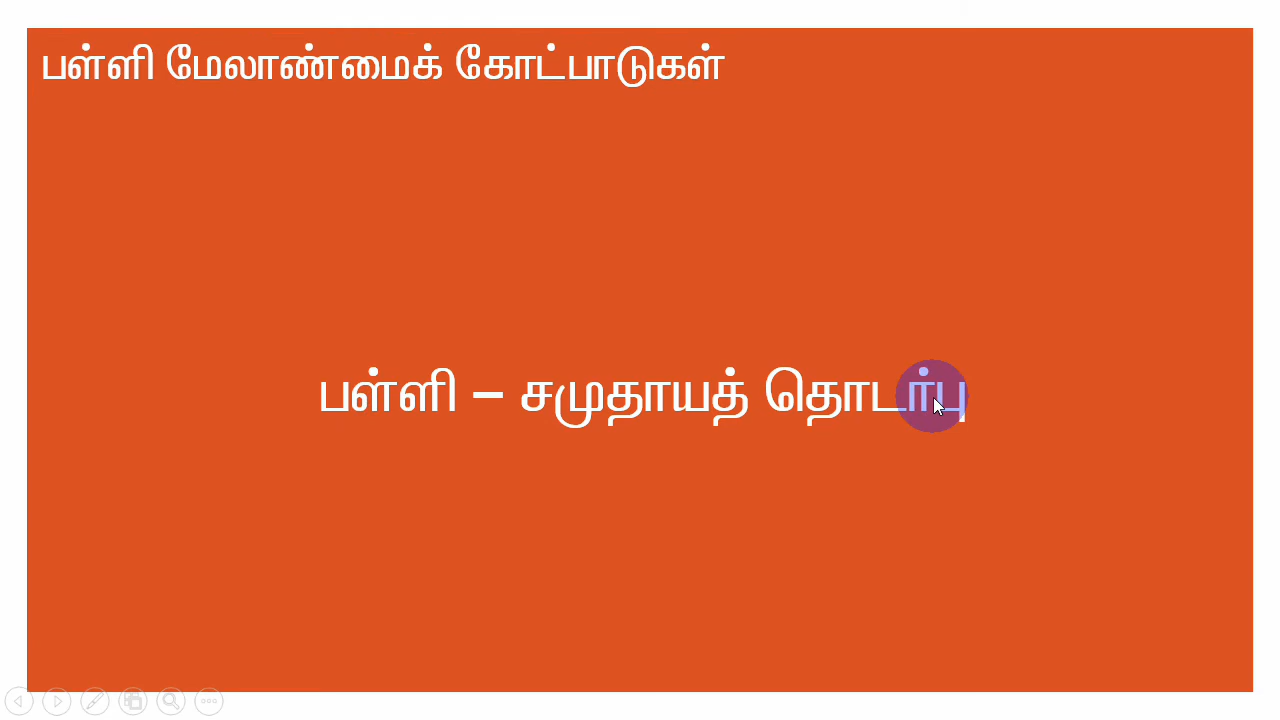 பள்ளி மேலாண்மைக் கோட்பாடுகள்
பள்ளி – சமுதாயத் தொடர்பு